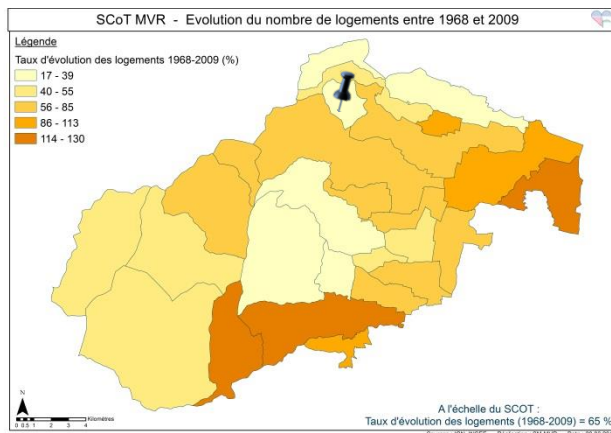 SCoT MVR - Evolution du nombre de logements entre 1968 et 2009
Légende
Taux d'évolution des logements 1968-2009 (%)
17 - 39
40 - 55
56 - 85
86 - 113
114 - 130
N
0 0,5 1 2 3 4
Kilomètres
A l'échelle du SCOT :
Taux d'évolution des logements (1968-2009) = 65 %